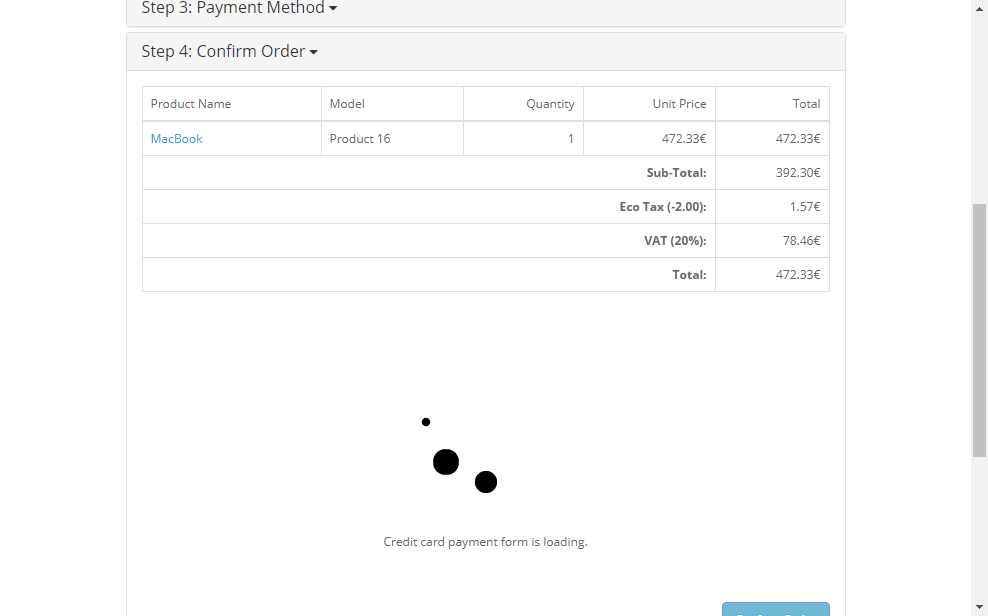 Step 3: Payment Method
Step 4: Confirm Order
Product Name Model Quantity Unit Price Total
MacBook Product 16 1 472.33€ 472.33€
Sub-Total: 392.30€
Eco Tax (-2.00): 1.57€
VAT (20%): 78.46€
Total: 472.33€
Credit card payment form is loading.